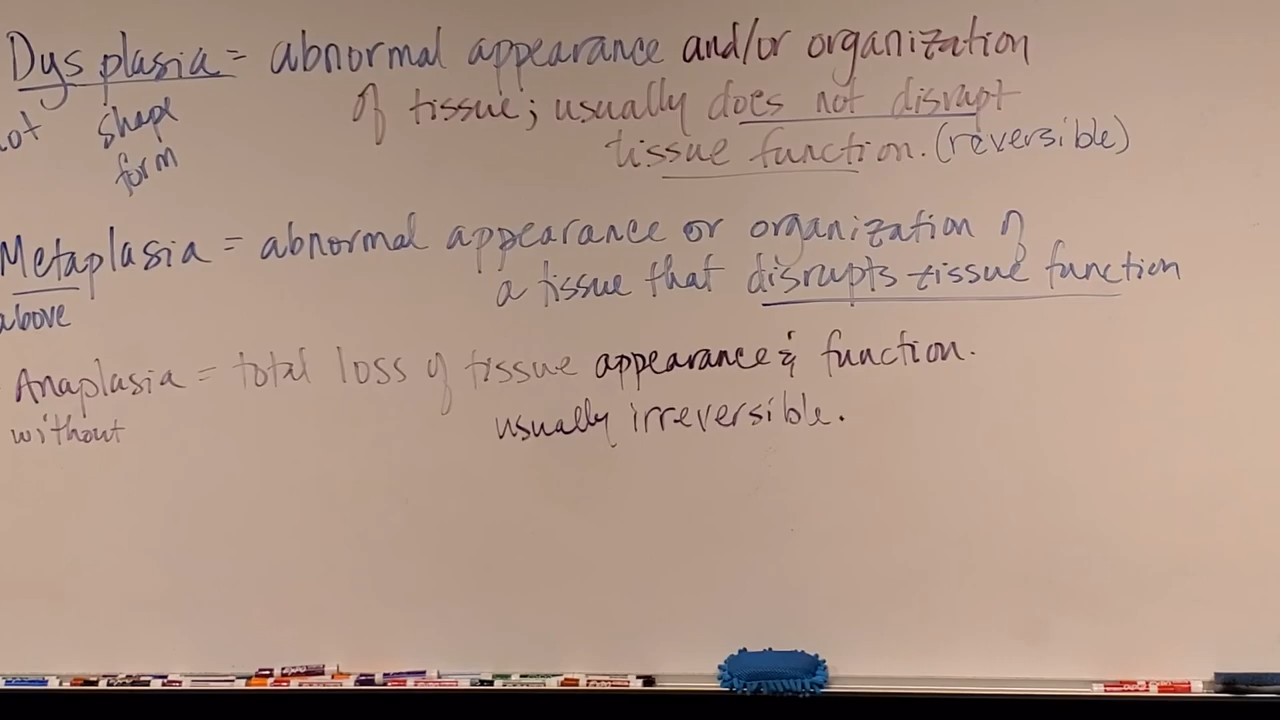 Dysplasia = abnormal appearance and/or organization
of tissue; usually does not disrupt
shape
form
tissue function. (reversible)
Metaplasia = abnormal appearance or organization of
a tissue that disrupts tissue function
above
Anaplasia = total loss of tissue appearance & function.
without
usually irreversible.